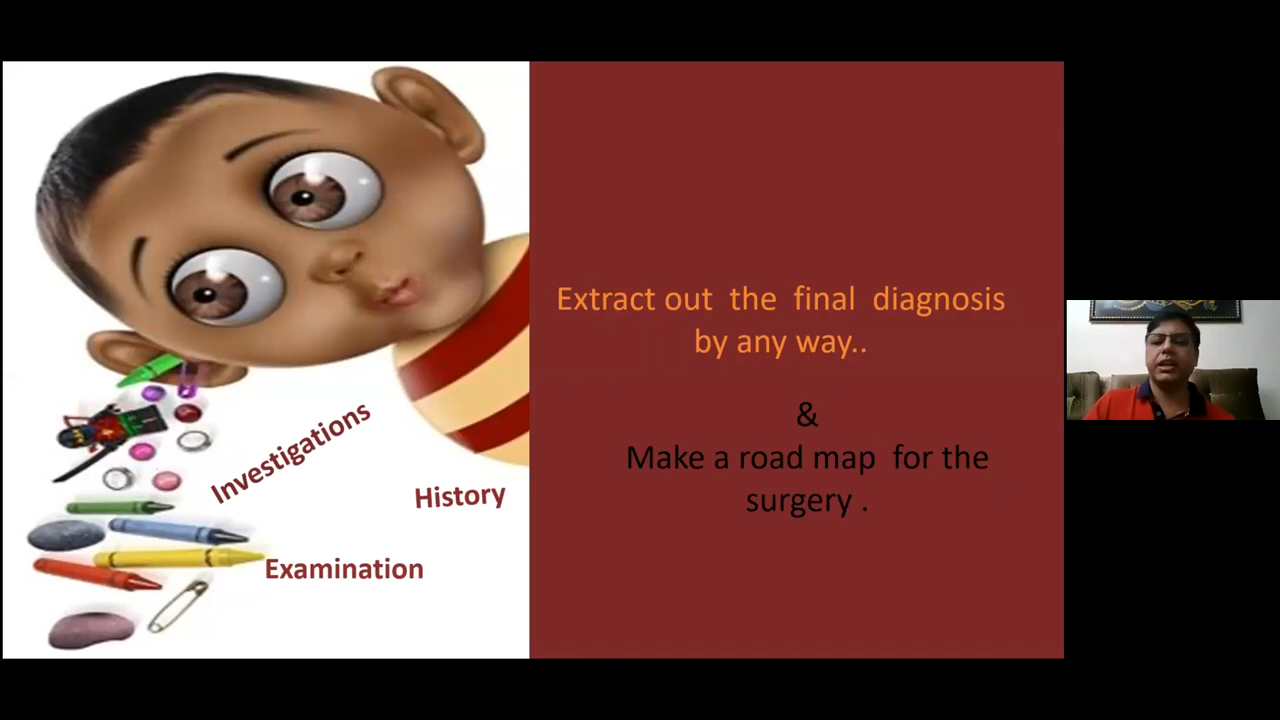 Extract out the final diagnosis
by any way..
&
Make a road map for the
surgery .
Investigations
History
Examination